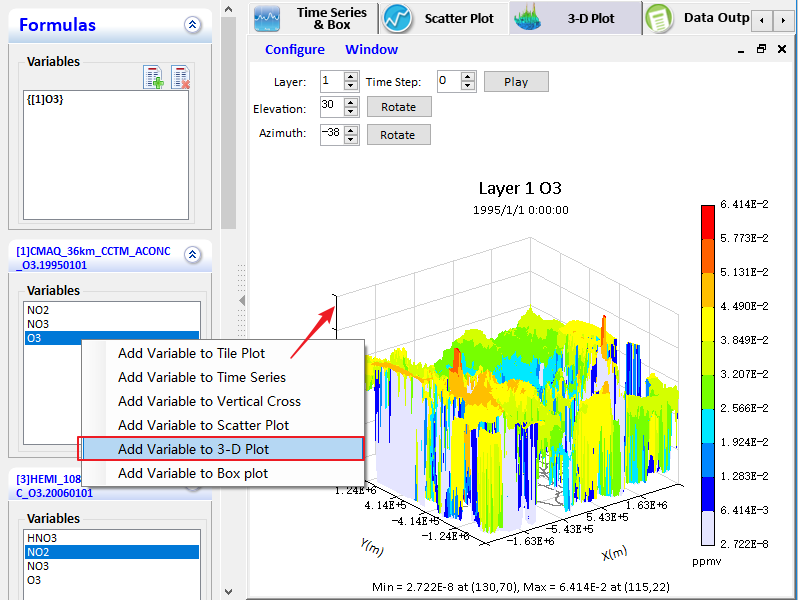 Formulas
Variables
{[1]O3}
[1]CMAQ_36km_CCTM_ACONC
_O3.19950101
Variables
NO2
NO3
O3
Add Variable to Tile Plot
Add Variable to Time Series
Add Variable to Vertical Cross
Add Variable to Scatter Plot
Add Variable to 3-D Plot
Add Variable to Box plot
[3]HEMI_108
C_O3.20060101
Variables
HNO3
NO2
NO3
O3
Time Series
& Box
Scatter Plot
3-D Plot
Data Outp
Configure Window
Layer: 1 Time Step: 0 Play
Elevation: 30 Rotate
Azimuth: -38 Rotate
Layer 1 O3
1995/1/1 0:00:00
6.414E-2
5.773E-2
5.131E-2
4.490E-2
3.849E-2
3.207E-2
2.566E-2
1.924E-2
1.283E-2
6.414E-3
2.722E-8
ppmv
1.24E+6
4.14E+5
-4.14E+5
-1.24E+6
Y(m)
-1.63E+6
-5.43E+5
5.43E+5
1.63E+6
X(m)
Min = 2.722E-8 at (130,70), Max = 6.414E-2 at (115,22)